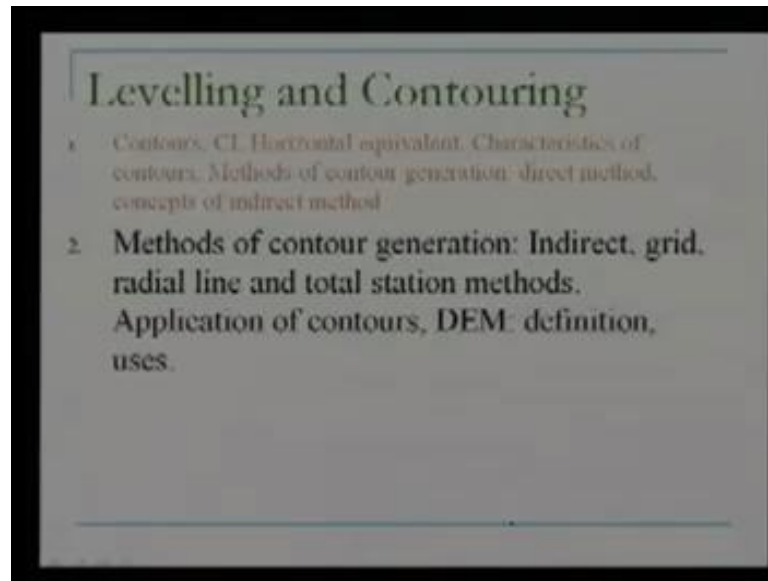 Levelling and Contouring
1. Contours, CI, Horizontal equivalent, Characteristics of
contours, Methods of contour generation: direct method,
concepts of indirect method
2. Methods of contour generation: Indirect, grid,
radial line and total station methods.
Application of contours, DEM: definition,
uses.